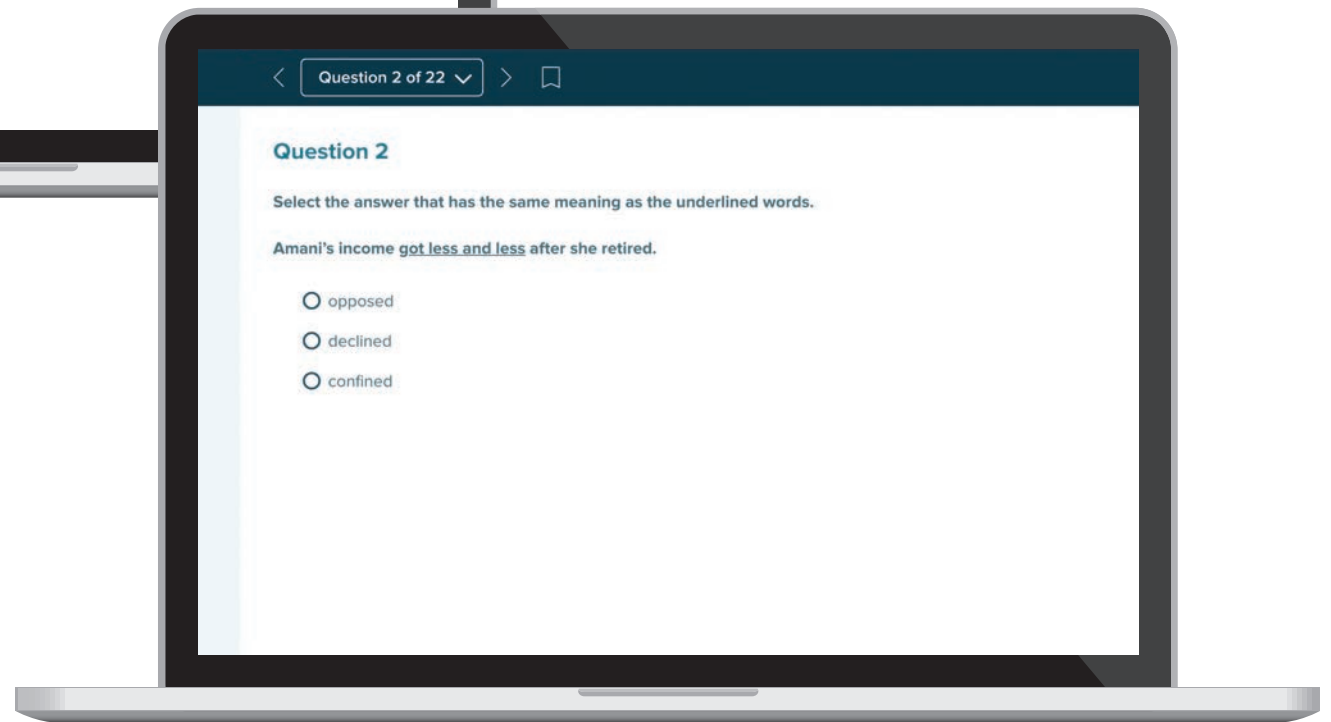 Question 2 of 22
Question 2
Select the answer that has the same meaning as the underlined words.
Amani’s income got less and less after she retired.
opposed
declined
confined